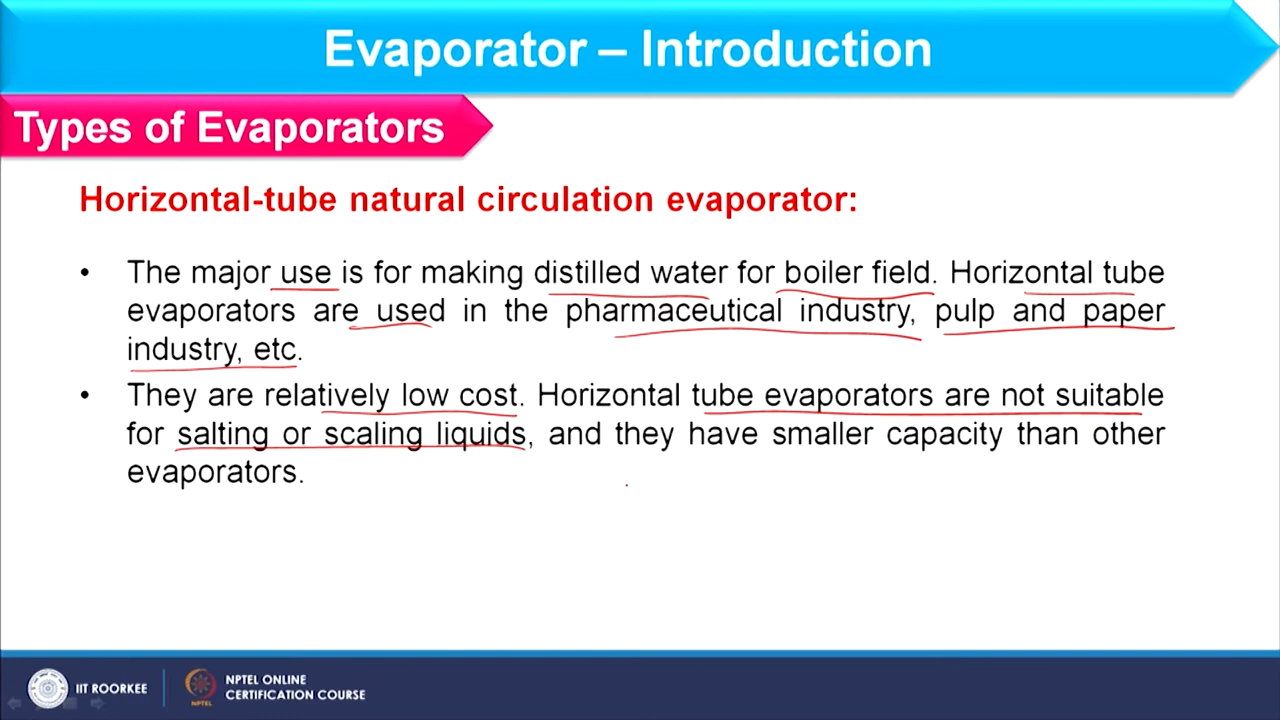 Evaporator – Introduction
Types of Evaporators
Horizontal-tube natural circulation evaporator:
• The major use is for making distilled water for boiler field. Horizontal tube
evaporators are used in the pharmaceutical industry, pulp and paper
industry, etc.
• They are relatively low cost. Horizontal tube evaporators are not suitable
for salting or scaling liquids, and they have smaller capacity than other
evaporators.
IIT ROORKEE
NPTEL
NPTEL ONLINE
CERTIFICATION COURSE